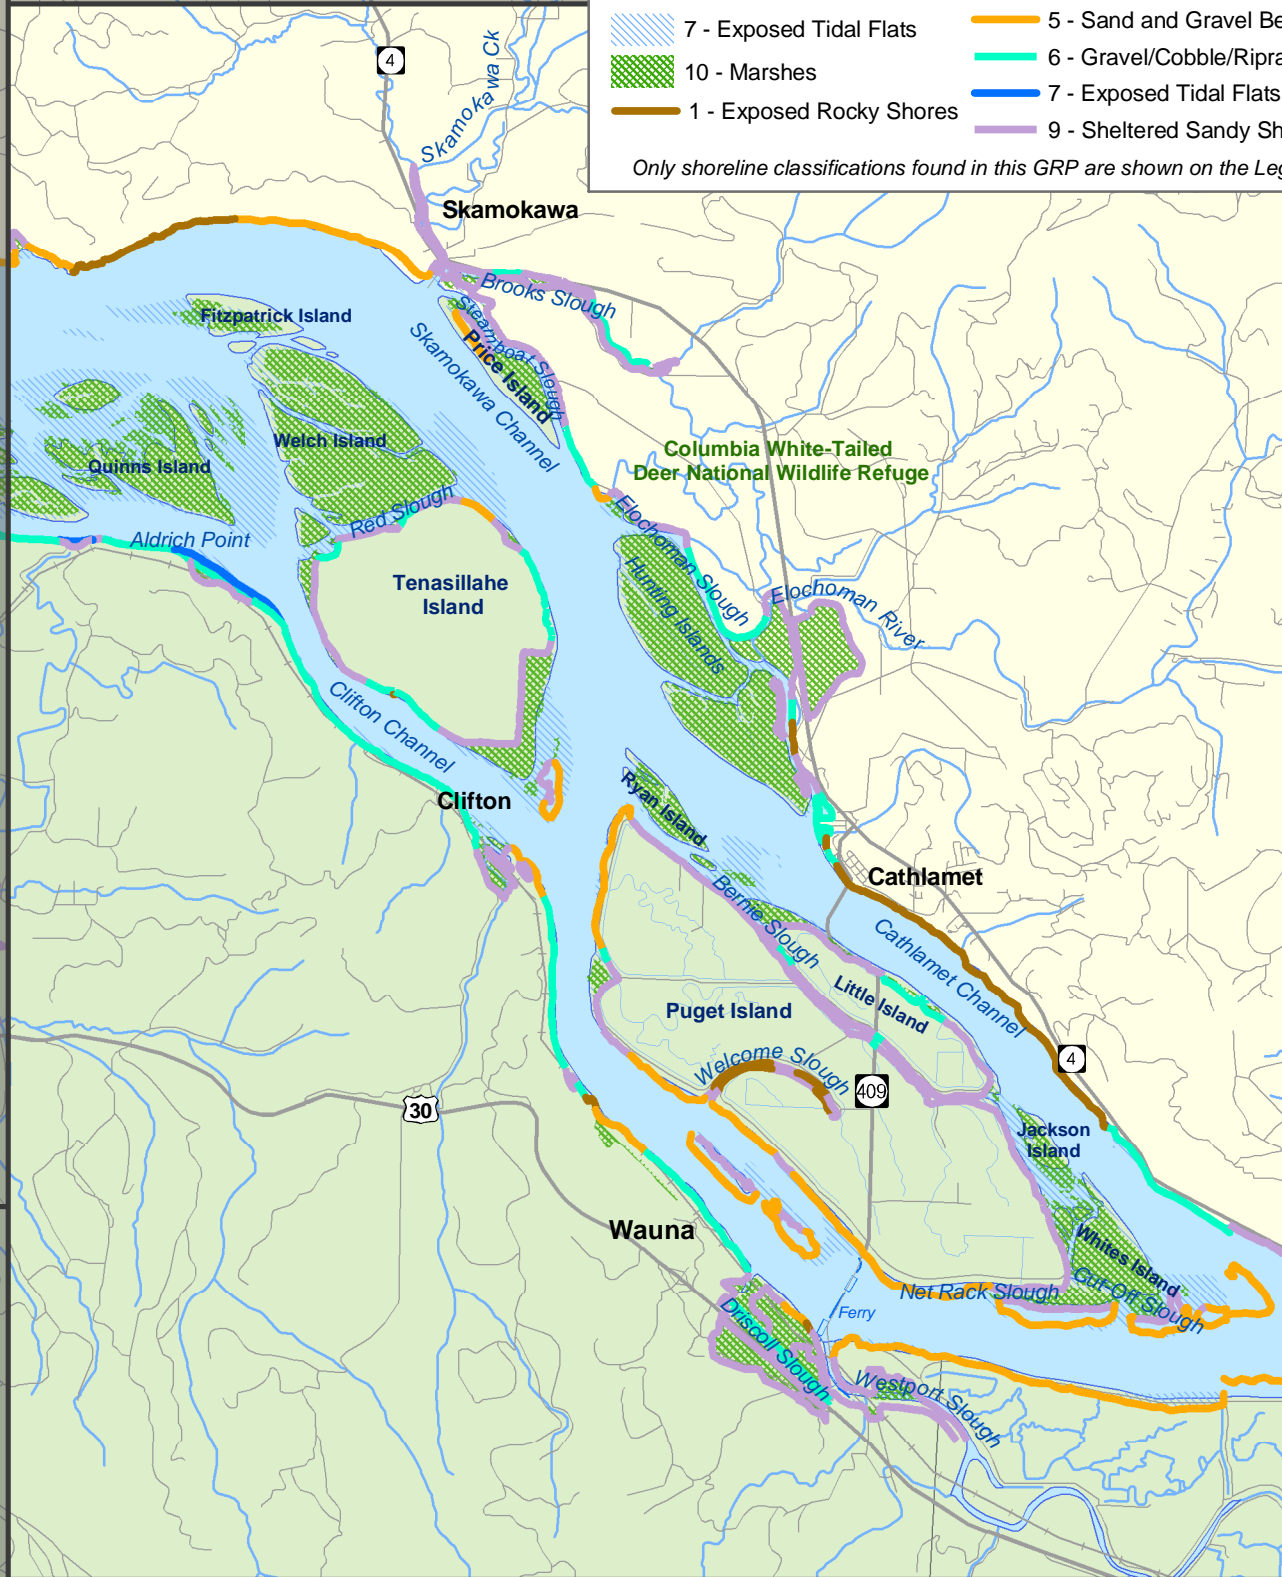 7 - Exposed Tidal Flats
10 - Marshes
1 - Exposed Rocky Shores
5 - Sand and Gravel Be
6 - Gravel/Cobble/Ripra
7 - Exposed Tidal Flats
9 - Sheltered Sandy Sh
Only shoreline classifications found in this GRP are shown on the Leg
4
Skamokawa Ck
Skamokawa
Brooks Slough
Steamboat Slough
Fitzpatrick Island
Price Island
Skamokawa Channel
Welch Island
Quinns Island
Columbia White-Tailed
Deer National Wildlife Refuge
Red Slough
Aldrich Point
Elochoman Slough
Hunting Islands
Tenasillahe
Island
Elochoman River
Clifton Channel
Clifton
Ryan Island
Cathlamet
Bernie Slough
Cathlamet Channel
Little Island
Puget Island
Welcome Slough
4
409
30
Jackson
Island
Wauna
Whites Island
Net Rack Slough
Cut-Off Slough
Ferry
Driscoll Slough
Westport Slough